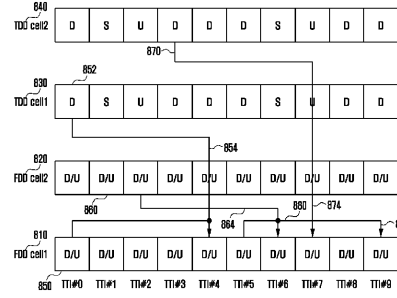 840
TDD cell2 D S U D D D S U D D
870
852
830
TDD cell1 D S U D D D S U D D
854
820
FDD cell2 D/U D/U D/U D/U D/U D/U D/U D/U D/U D/U
860 864 860 874
810
FDD cell1 D/U D/U D/U D/U D/U D/U D/U D/U D/U D/U
850 TTI#0 TTI#1 TTI#2 TTI#3 TTI#4 TTI#5 TTI#6 TTI#7 TTI#8 TTI#9